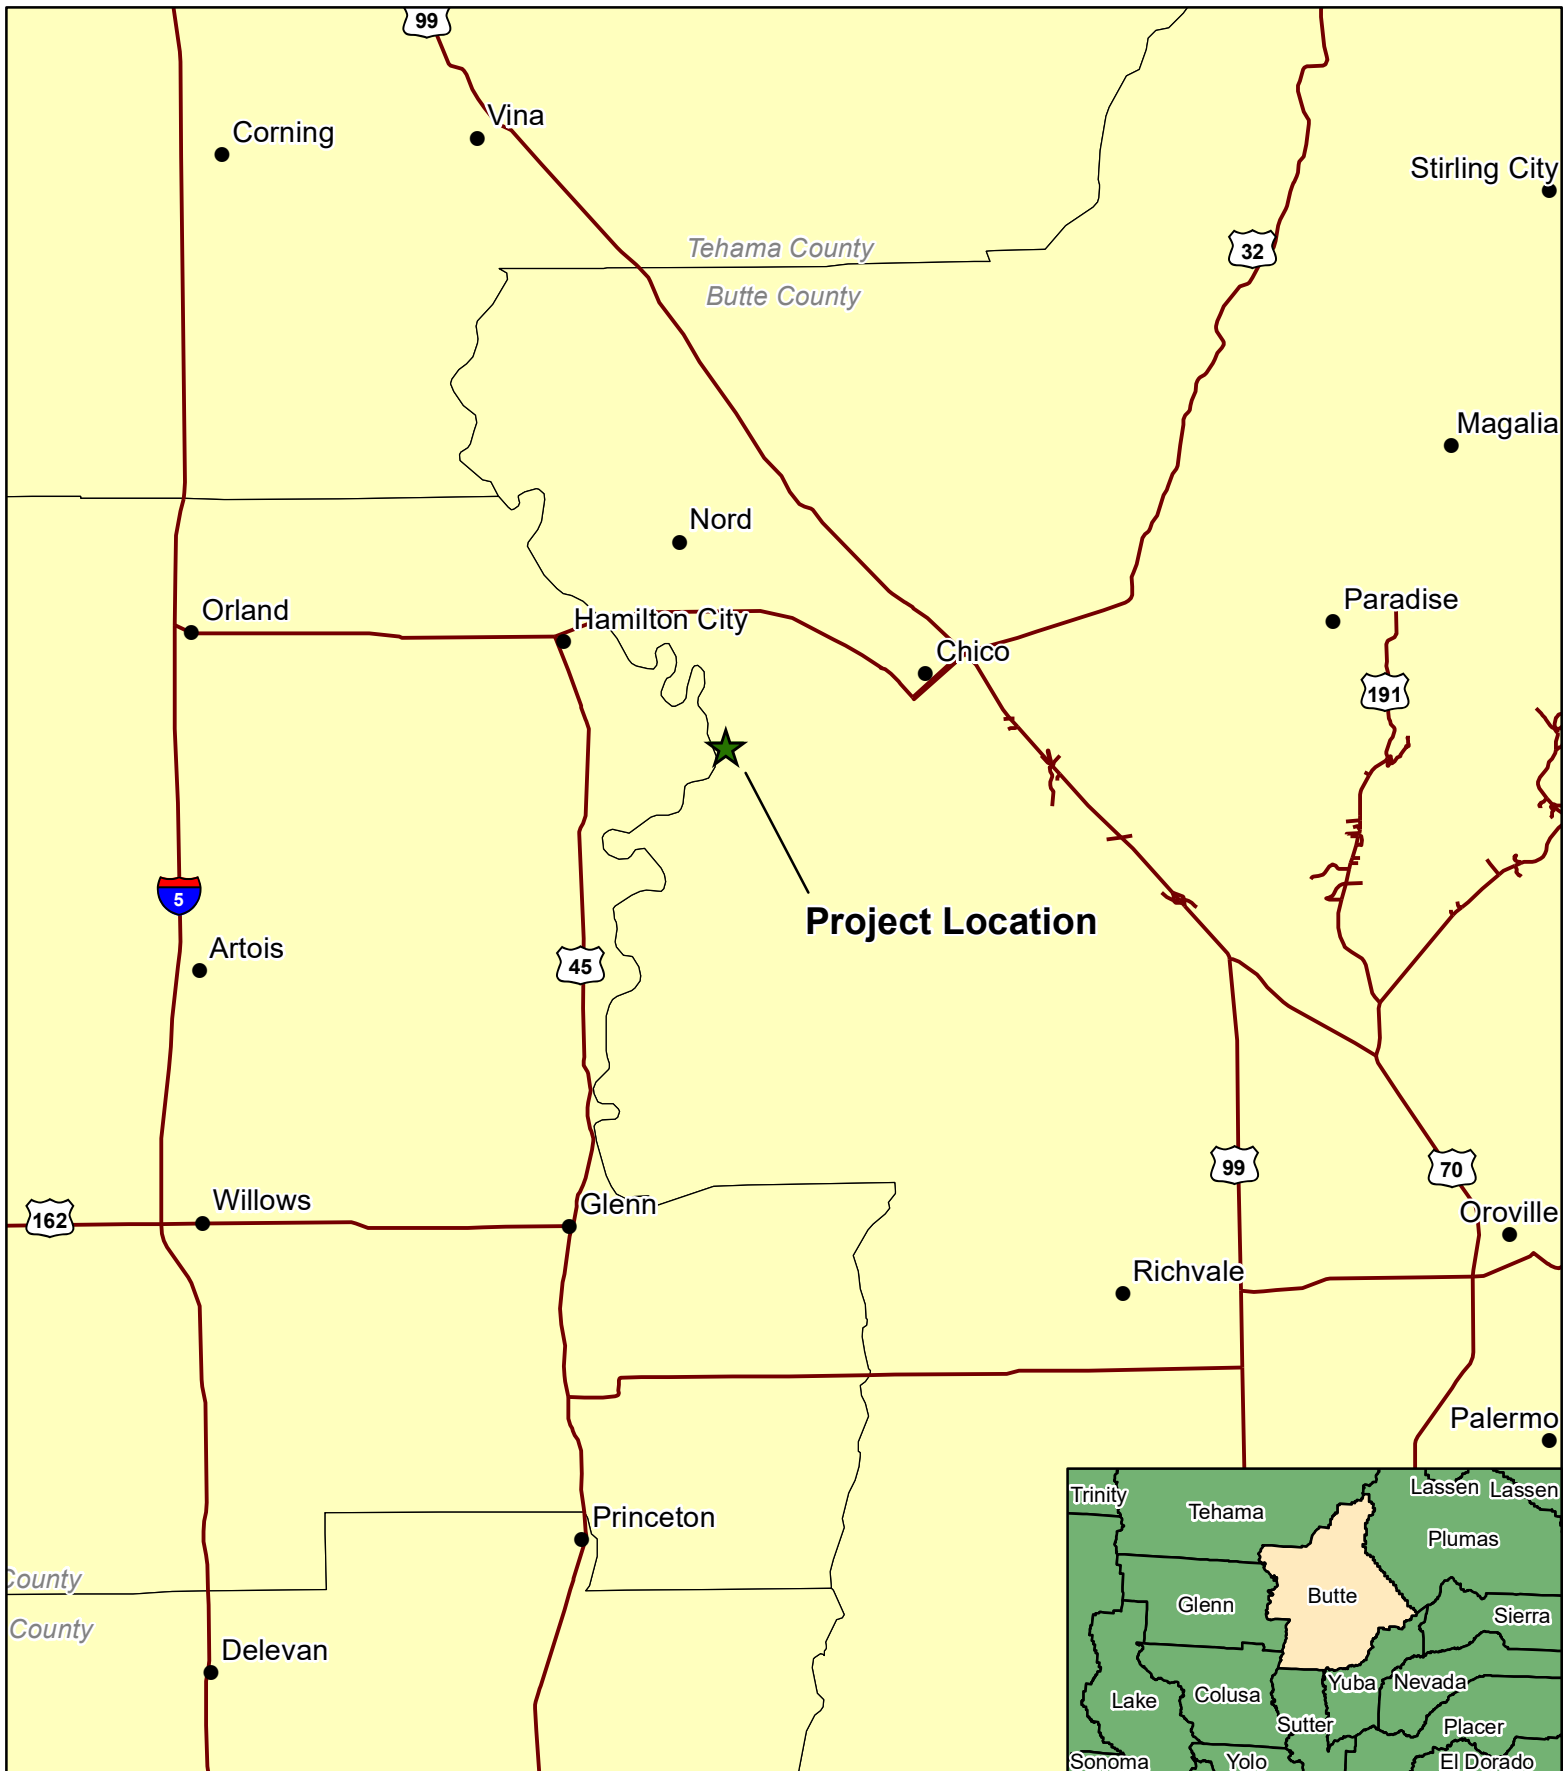 99
Vina
Corning
Stirling City
Tehama County
32
Butte County
Magalia
Nord
Orland
Hamilton City
Paradise
Chico
191
5
Project Location
Artois
45
99
70
Willows
162
Glenn
Oroville
Richvale
Palermo
Princeton
County
County
Delevan
Trinity
Tehama
Lassen
Lassen
Plumas
Butte
Glenn
Sierra
Lake
Colusa
Yuba
Nevada
Sutter
Placer
Sonoma
Yolo
El Dorado